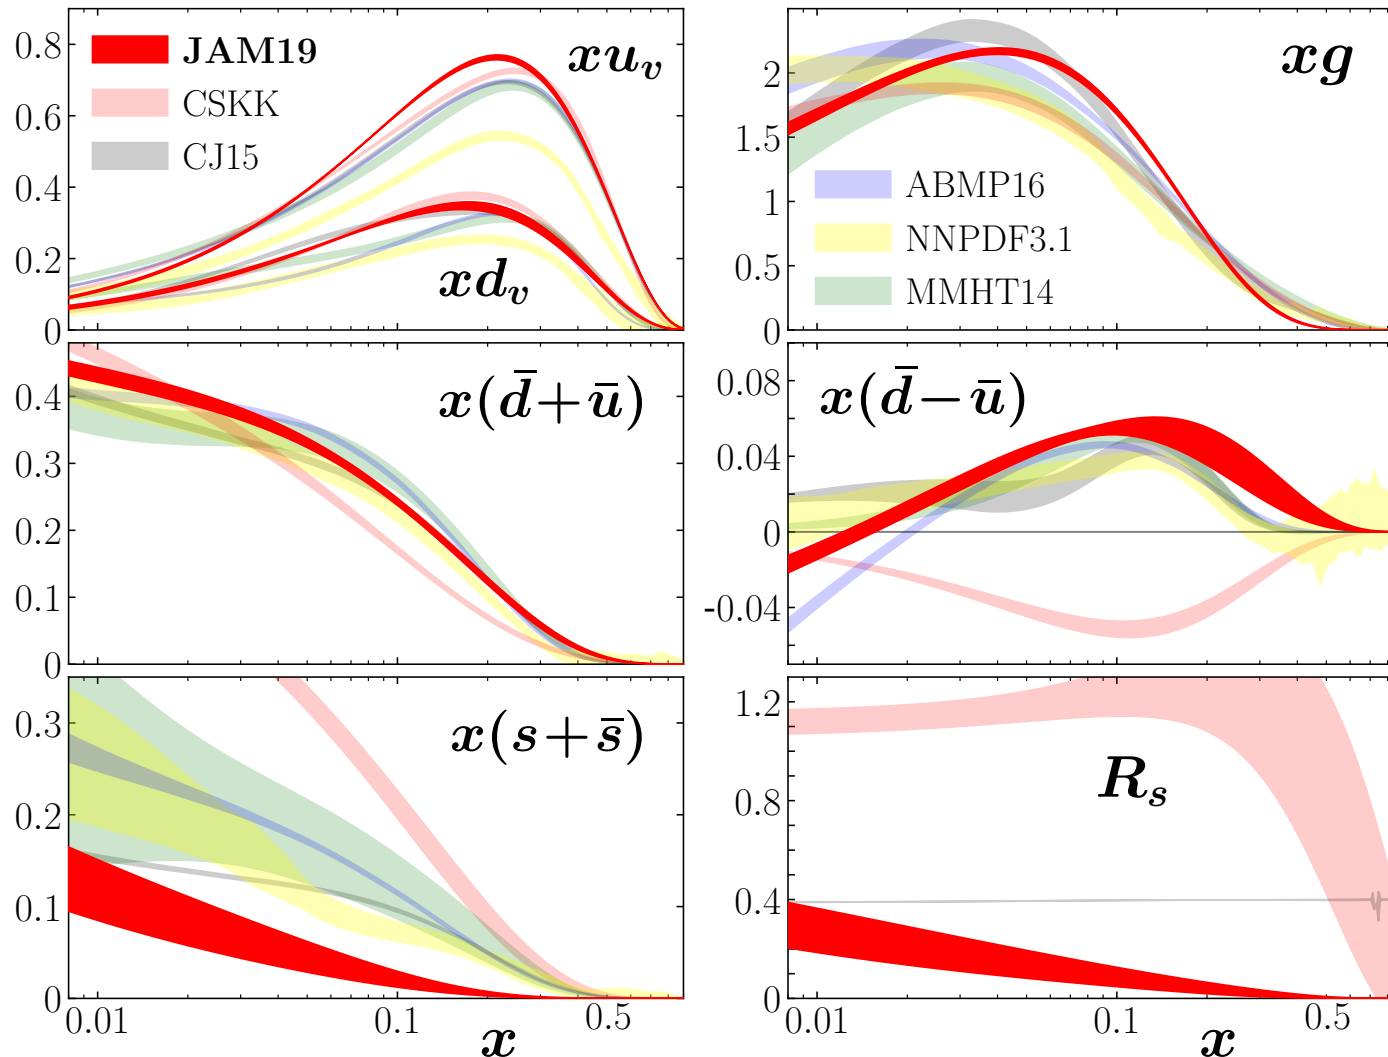 0.8
0.6
0.4
0.2
0
JAM19
CSKK
CJ15
xu_v
xd_v
2
1.5
1
0.5
0
xg
ABMP16
NNPDF3.1
MMHT14
0.4
0.3
0.2
0.1
0
x(d̄+ū)
0.08
0.04
0
-0.04
x(d̄−ū)
0.3
0.2
0.1
0
x(s+s̄)
0.01
0.1
0.5
x
1.2
0.8
0.4
0
R_s
0.01
0.1
0.5
x